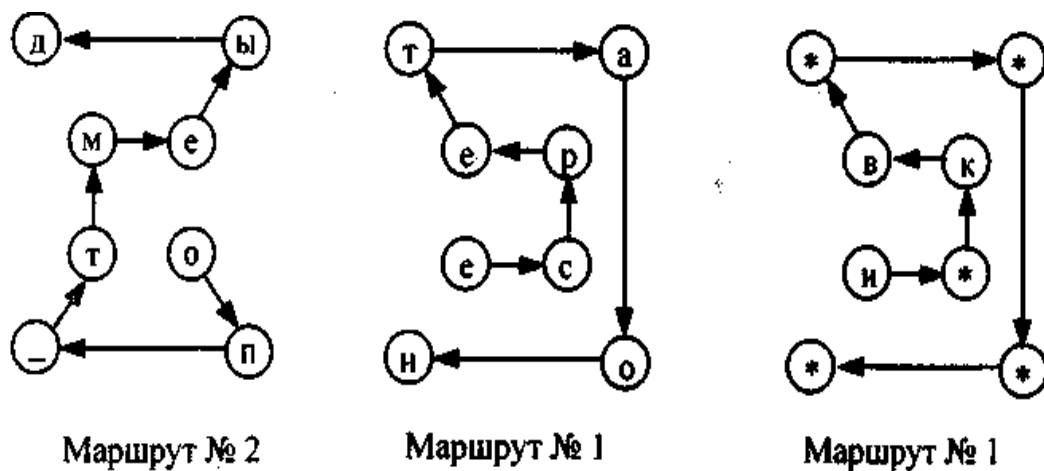 д ы т а * *
м е е р в к
т о е с и *
_ п н о * *
Маршрут № 2 Маршрут № 1 Маршрут № 1